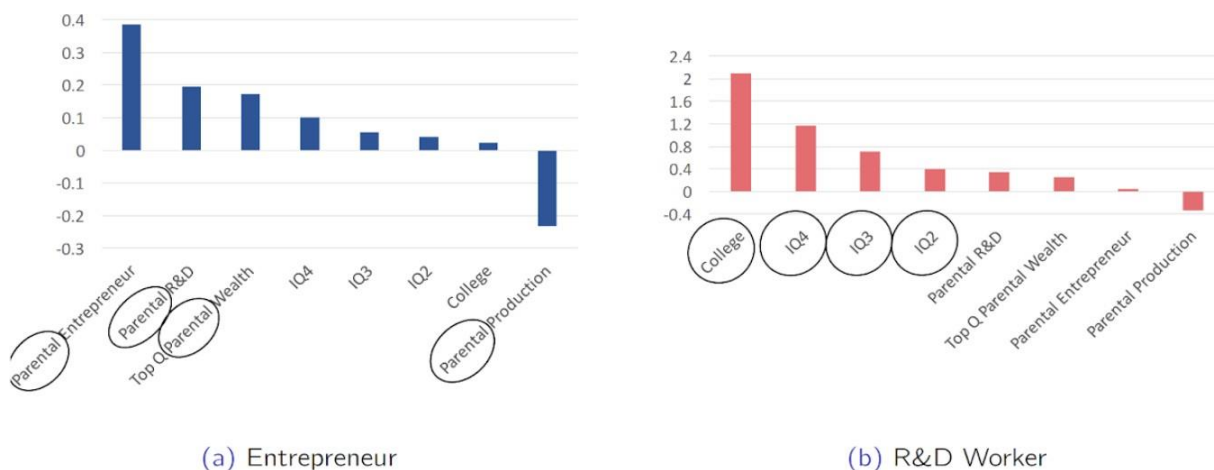 0.4
0.3
0.2
0.1
0
-0.1
-0.2
-0.3
Parental Entrepreneur
Parental R&D
Top Q Parental Wealth
IQ4
IQ3
IQ2
College
Parental Production
(a) Entrepreneur
2.4
2
1.6
1.2
0.8
0.4
0
-0.4
College
IQ4
IQ3
IQ2
Parental R&D
Top Q Parental Wealth
Parental Entrepreneur
Parental Production
(b) R&D Worker